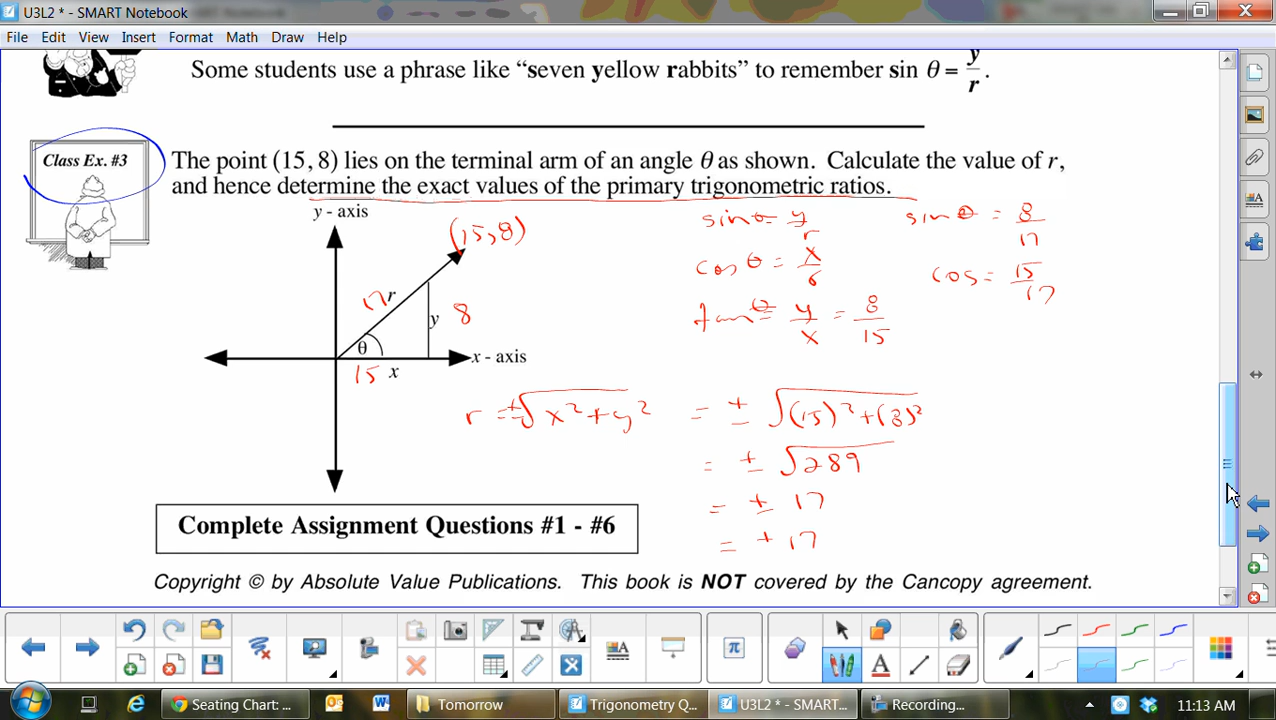 U3L2 * - SMART Notebook
File Edit View Insert Format Math Draw Help
Some students use a phrase like “seven yellow rabbits” to remember sin θ = y/r.
Class Ex. #3
The point (15, 8) lies on the terminal arm of an angle θ as shown. Calculate the value of r,
and hence determine the exact values of the primary trigonometric ratios.
y - axis
(15,8)
17 r
y 8
θ
x - axis
15 x
sin θ = y/r
sin θ = 8/17
cos θ = x/6
cos = 15/17
tan θ = y/x = 8/15
r = ±√x²+y² = ±√(15)²+(8)²
= ±√289
= ± 17
= + 17
Complete Assignment Questions #1 - #6
Copyright © by Absolute Value Publications. This book is NOT covered by the Cancopy agreement.
π
A
Seating Chart: ...
Tomorrow
Trigonometry Q...
U3L2 * - SMART...
Recording...
11:13 AM